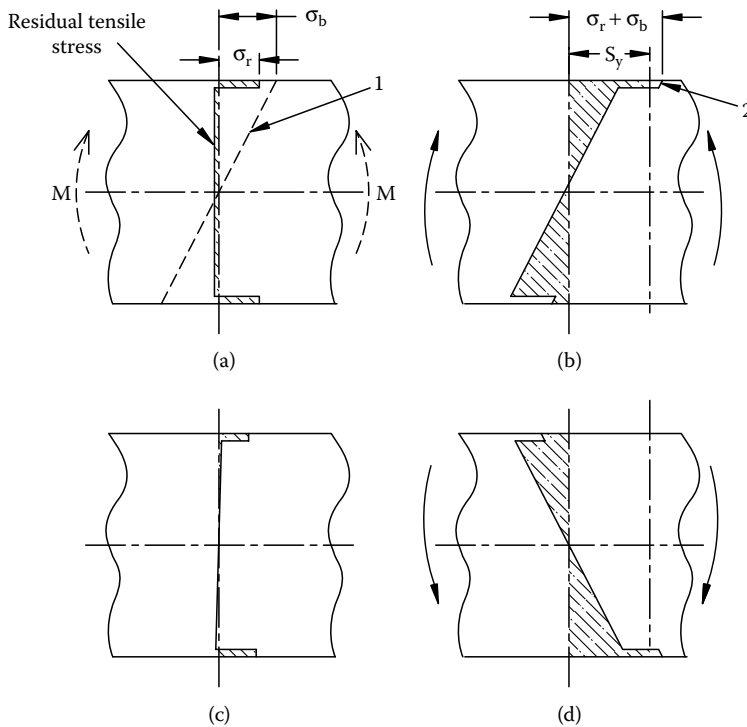 Residual tensile
stress
σb
σr
1
M
M
(a)
σr + σb
Sy
2
(b)
(c)
(d)